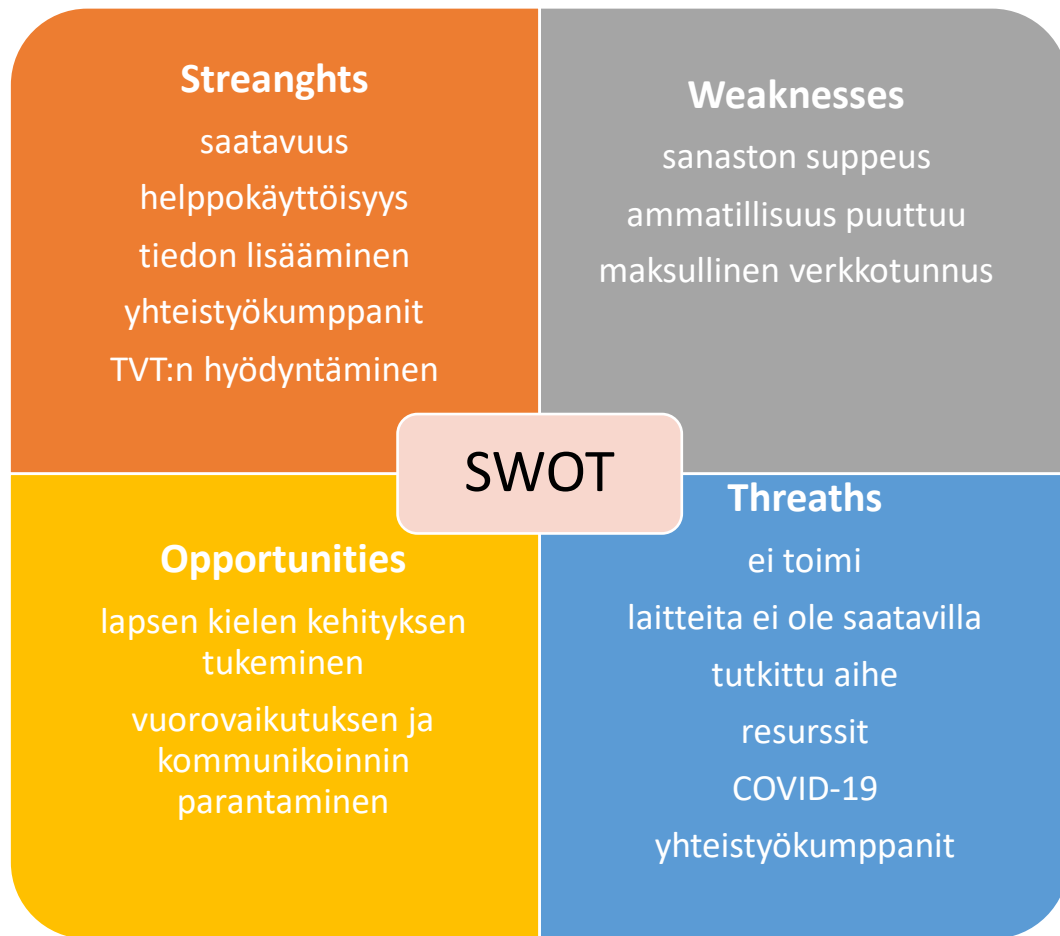 Streanghts
saatavuus
helppokäyttöisyys
tiedon lisääminen
yhteistyökumppanit
TVT:n hyödyntäminen
Weaknesses
sanaston suppeus
ammatillisuus puuttuu
maksullinen verkkotunnus
SWOT
Opportunities
lapsen kielen kehityksen
tukeminen
vuorovaikutuksen ja
kommunikoinnin
parantaminen
Threaths
ei toimi
laitteita ei ole saatavilla
tutkittu aihe
resurssit
COVID-19
yhteistyökumppanit